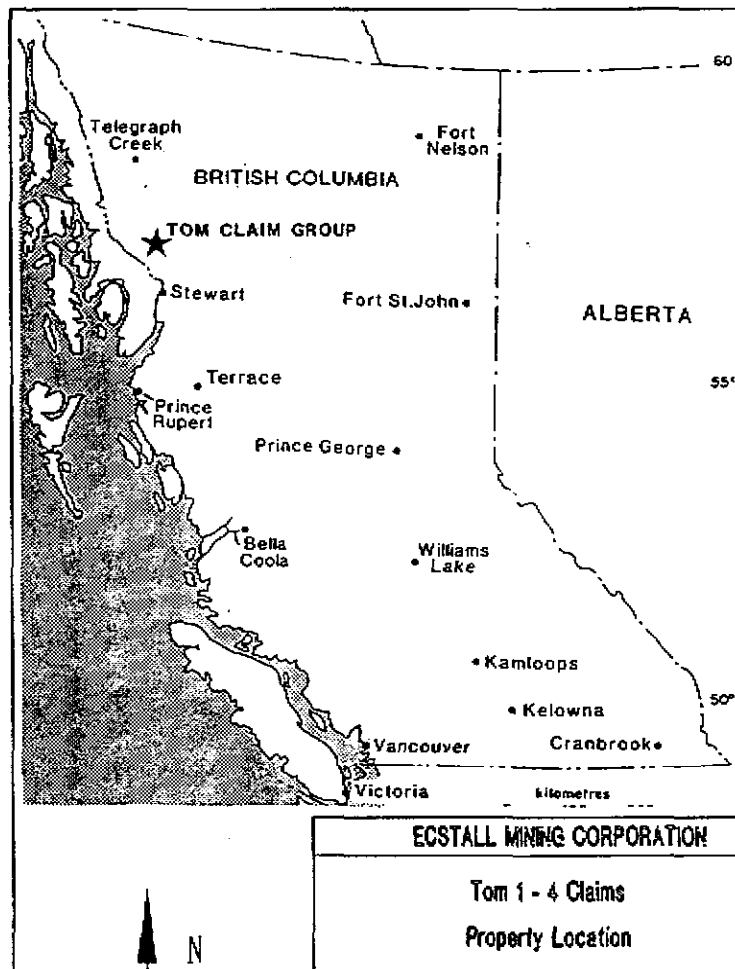 60
Telegraph
Creek
Fort
Nelson
BRITISH COLUMBIA
TOM CLAIM GROUP
Stewart
Fort St.John
ALBERTA
Terrace
55°
Prince
Rupert
Prince George
Bella
Coola
Williams
Lake
Kamloops
50°
Kelowna
Vancouver
Cranbrook
Victoria
kilometres
ECSTALL MINING CORPORATION
Tom 1 - 4 Claims
Property Location
N